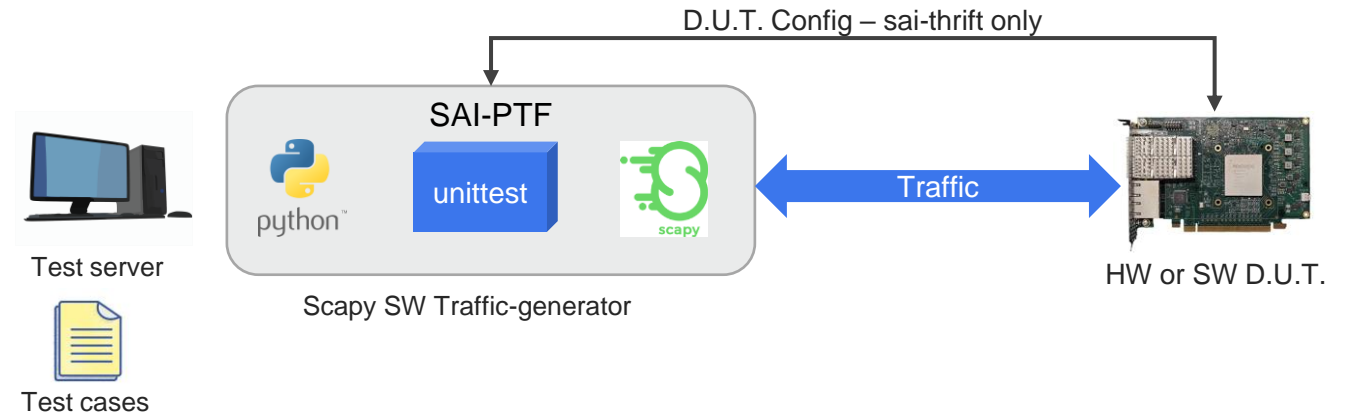 D.U.T. Config – sai-thrift only
SAI-PTF
python™
unittest
scapy
Traffic
Test server
HW or SW D.U.T.
Scapy SW Traffic-generator
Test cases